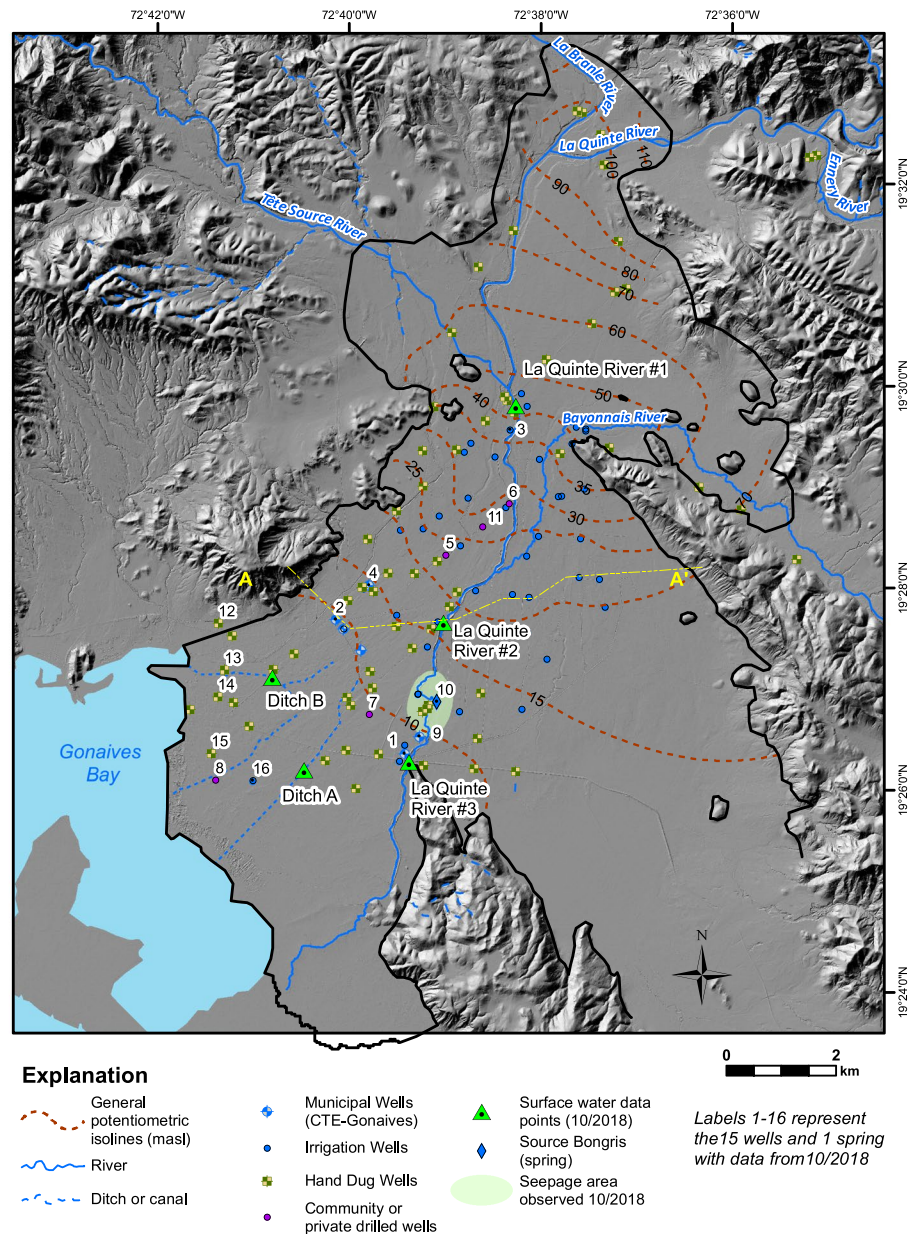 72°42'0"W
72°40'0"W
72°38'0"W
72°36'0"W
La Branle River
La Quinte River
110
100
Ennery River
19°32'0"N
90
Tête Source River
80
70
60
La Quinte River #1
50
19°30'0"N
40
Bayonnais River
3
25
35
70
6
11
30
5
19°28'0"N
A
A'
4
12
2
La Quinte
River #2
13
Ditch B
14
15
10
7
10
9
1
15
8
16
Ditch A
La Quinte
River #3
19°26'0"N
Gonaives
Bay
N
19°24'0"N
Explanation
General
potentiometric
isolines (masl)
River
Ditch or canal
Municipal Wells
(CTE-Gonaives)
Irrigation Wells
Hand Dug Wells
Community or
private drilled wells
Surface water data
points (10/2018)
Source Bongris
(spring)
Seepage area
observed 10/2018
0 2
km
Labels 1-16 represent
the15 wells and 1 spring
with data from10/2018